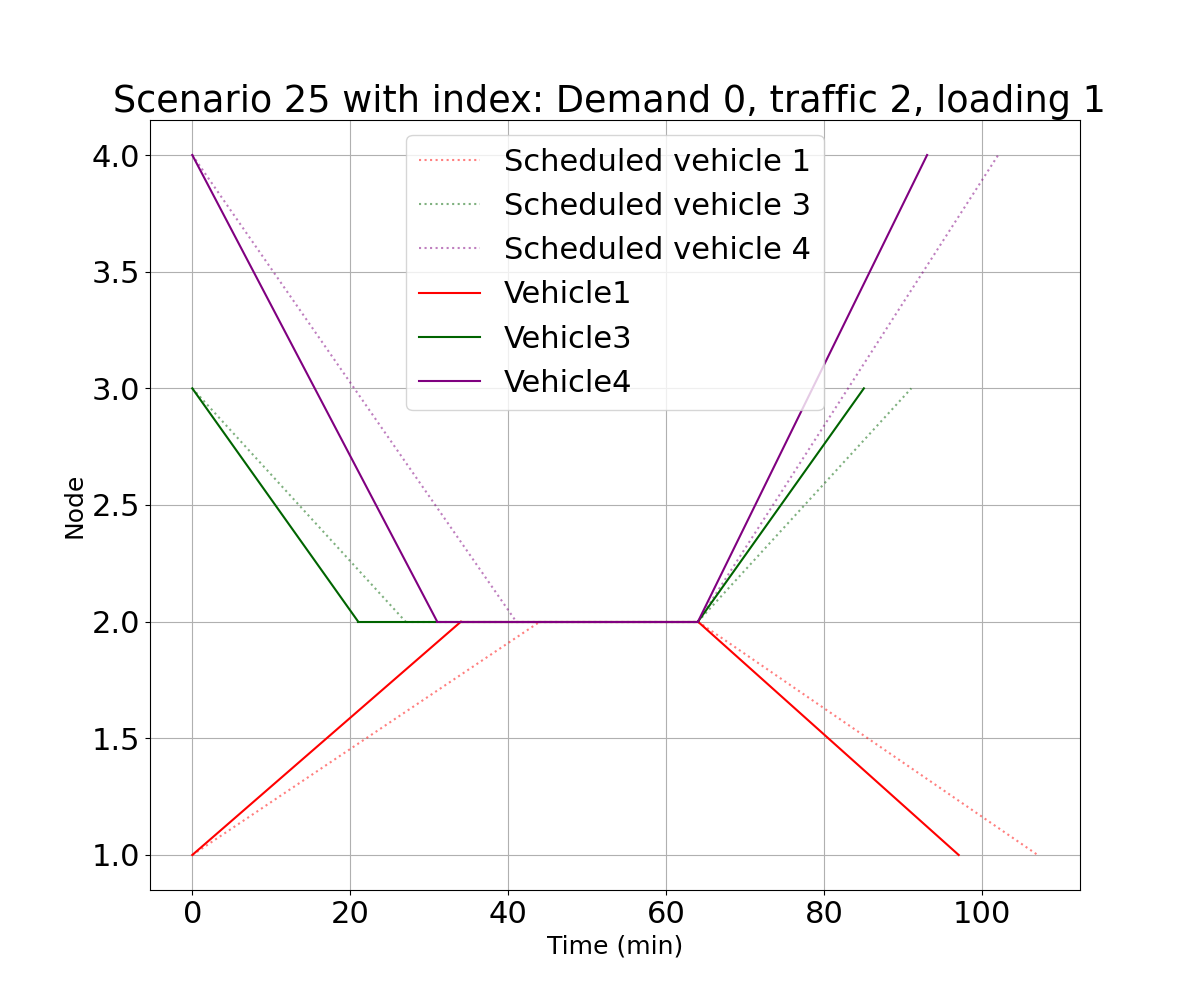 Scenario 25 with index: Demand 0, traffic 2, loading 1
Scheduled vehicle 1
Scheduled vehicle 3
Scheduled vehicle 4
Vehicle1
Vehicle3
Vehicle4
4.0
3.5
3.0
2.5
2.0
1.5
1.0
Node
0 20 40 60 80 100
Time (min)